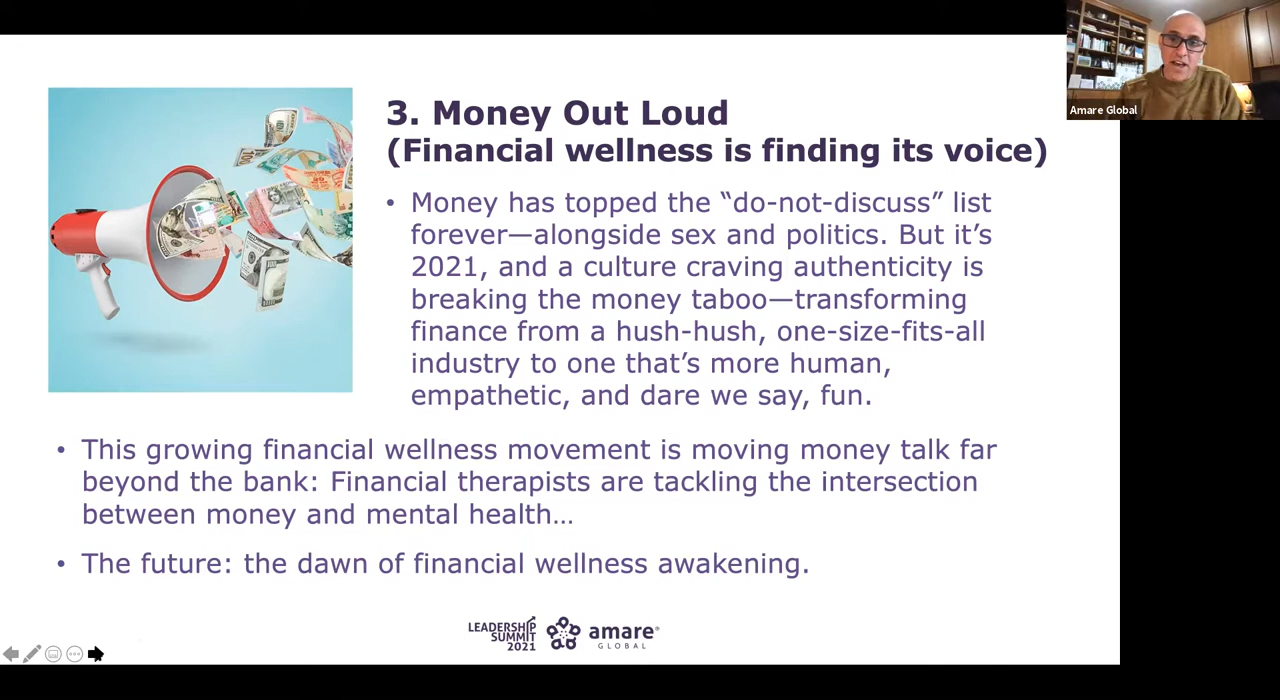 Amare Global
3. Money Out Loud
(Financial wellness is finding its voice)
• Money has topped the “do-not-discuss” list
forever—alongside sex and politics. But it’s
2021, and a culture craving authenticity is
breaking the money taboo—transforming
finance from a hush-hush, one-size-fits-all
industry to one that’s more human,
empathetic, and dare we say, fun.
• This growing financial wellness movement is moving money talk far
beyond the bank: Financial therapists are tackling the intersection
between money and mental health…
• The future: the dawn of financial wellness awakening.
LEADERSHIP
SUMMIT
2021
amare®
GLOBAL